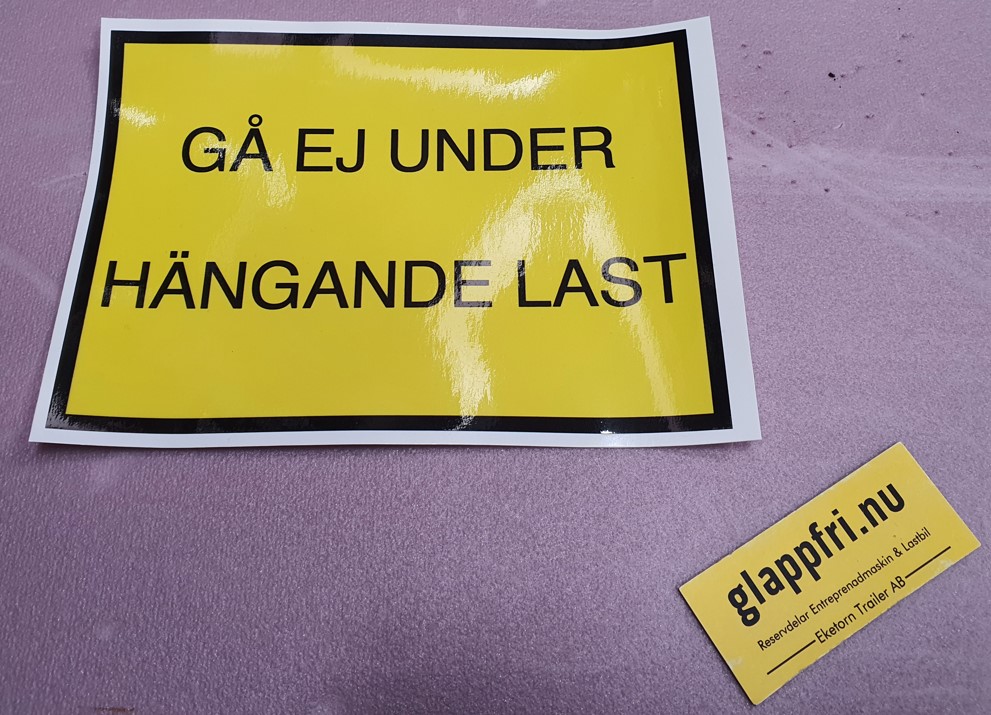 GÅ EJ UNDER
HÄNGANDE LAST
glappfri.nu
Reservdelar Entreprenadmaskin & Lastbil
Eketorn Trailer AB